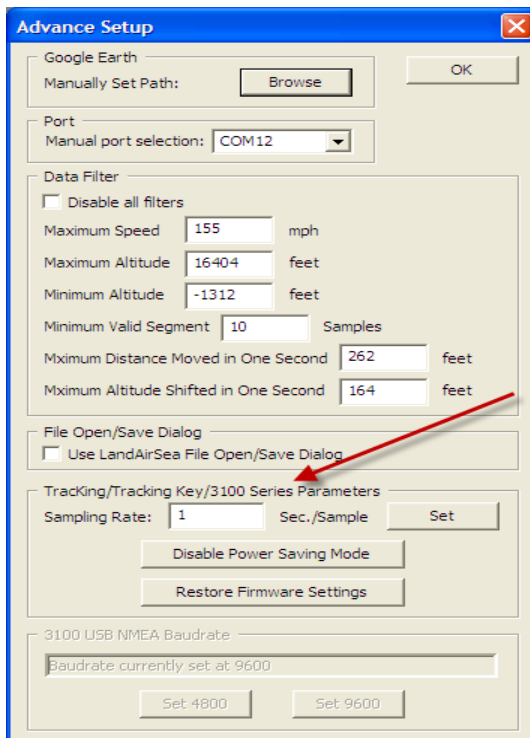 Advance Setup
Google Earth
Manually Set Path: Browse OK
Port
Manual port selection: COM12
Data Filter
Disable all filters
Maximum Speed 155 mph
Maximum Altitude 16404 feet
Minimum Altitude -1312 feet
Minimum Valid Segment 10 Samples
Mximum Distance Moved in One Second 262 feet
Mximum Altitude Shifted in One Second 164 feet
File Open/Save Dialog
Use LandAirSea File Open/Save Dialog
TracKing/Tracking Key/3100 Series Parameters
Sampling Rate: 1 Sec./Sample Set
Disable Power Saving Mode
Restore Firmware Settings
3100 USB NMEA Baudrate
Baudrate currently set at 9600
Set 4800 Set 9600